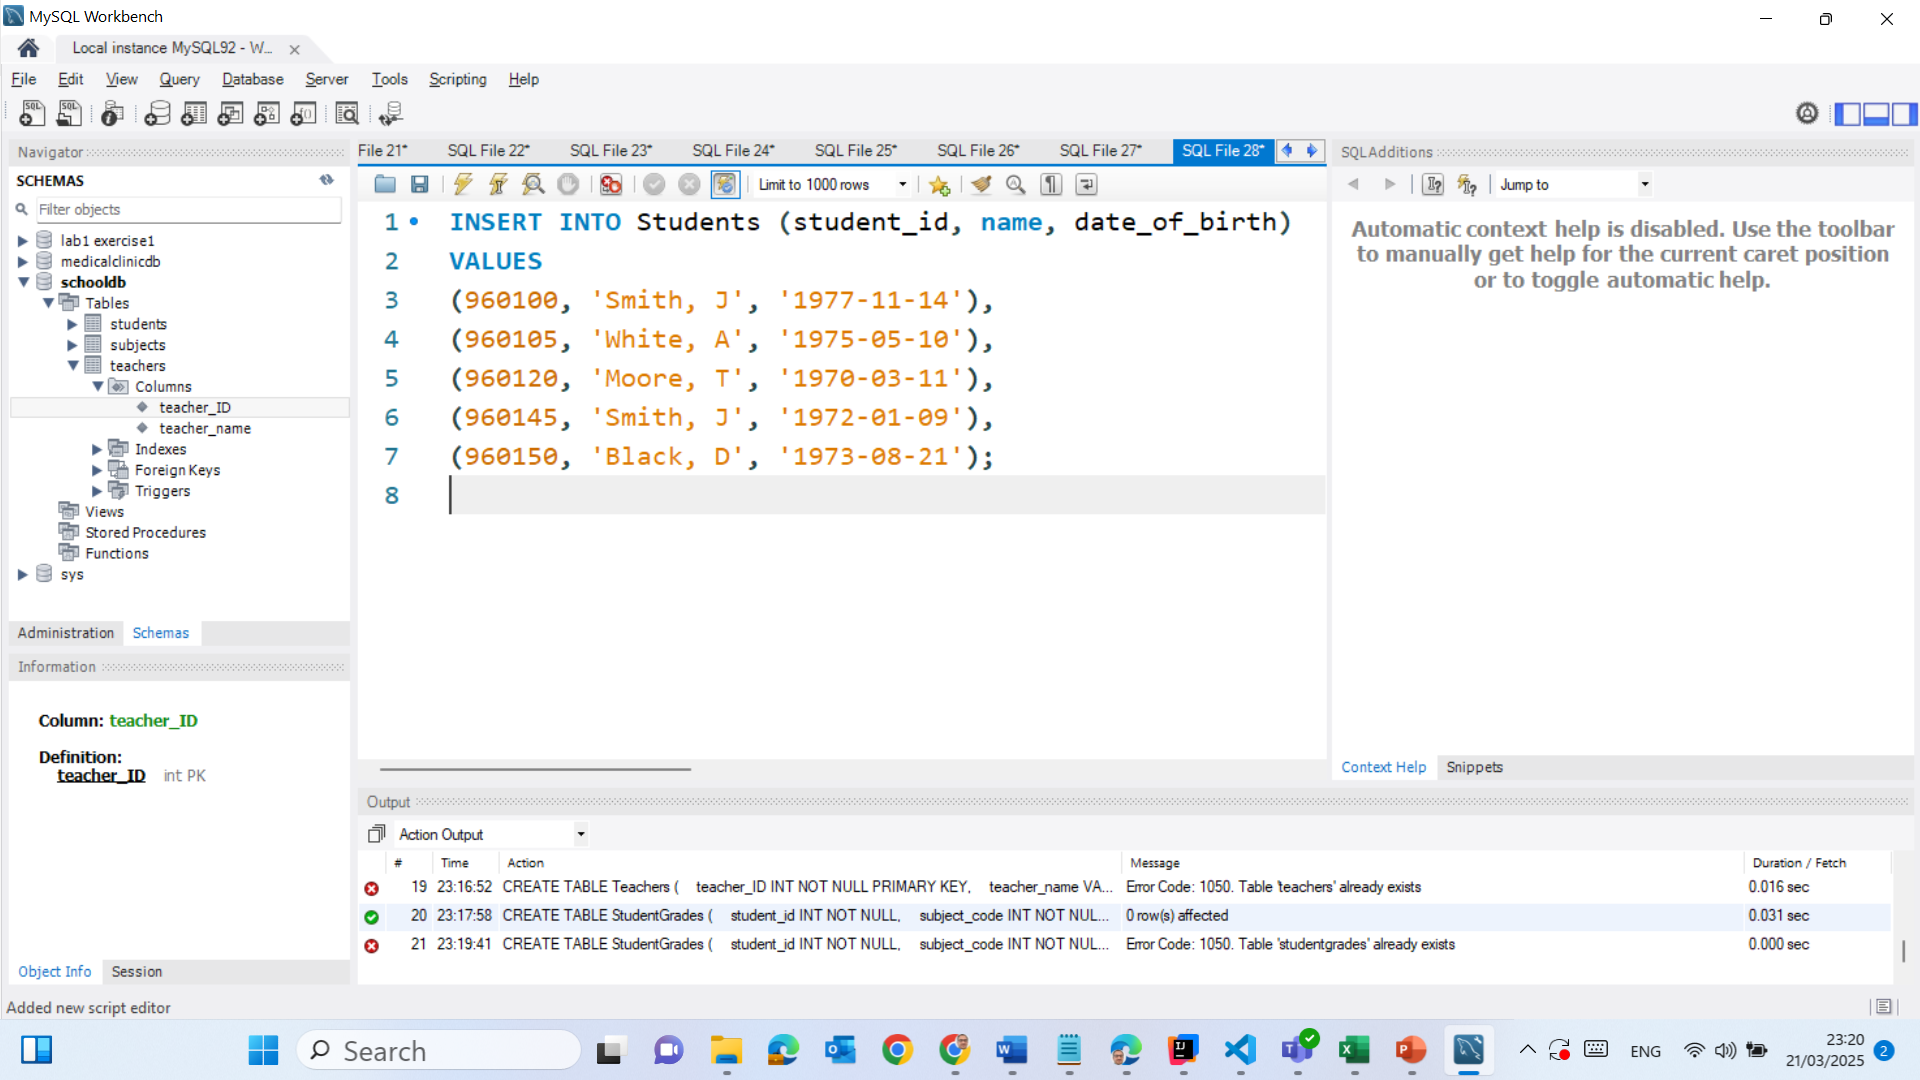 MySQL Workbench
Local instance MySQL92 - W...
File Edit View Query Database Server Tools Scripting Help
Navigator
SCHEMAS
Filter objects
lab1 exercise1
medicalclinicdb
schooldb
Tables
students
subjects
teachers
Columns
teacher_ID
teacher_name
Indexes
Foreign Keys
Triggers
Views
Stored Procedures
Functions
sys
Administration Schemas
Information
Column: teacher_ID
Definition:
teacher_ID int PK
Object Info Session
File 21* SQL File 22* SQL File 23* SQL File 24* SQL File 25* SQL File 26* SQL File 27* SQL File 28*
Limit to 1000 rows
1 INSERT INTO Students (student_id, name, date_of_birth)
2 VALUES
3 (960100, 'Smith, J', '1977-11-14'),
4 (960105, 'White, A', '1975-05-10'),
5 (960120, 'Moore, T', '1970-03-11'),
6 (960145, 'Smith, J', '1972-01-09'),
7 (960150, 'Black, D', '1973-08-21');
8
SQLAdditions
Jump to
Automatic context help is disabled. Use the toolbar
to manually get help for the current caret position
or to toggle automatic help.
Context Help Snippets
Output
Action Output
# Time Action Message Duration / Fetch
19 23:16:52 CREATE TABLE Teachers ( teacher_ID INT NOT NULL PRIMARY KEY, teacher_name VA... Error Code: 1050. Table 'teachers' already exists 0.016 sec
20 23:17:58 CREATE TABLE StudentGrades ( student_id INT NOT NULL, subject_code INT NOT NUL... 0 row(s) affected 0.031 sec
21 23:19:41 CREATE TABLE StudentGrades ( student_id INT NOT NULL, subject_code INT NOT NUL... Error Code: 1050. Table 'studentgrades' already exists 0.000 sec
Added new script editor
Search
ENG
23:20
21/03/2025
2